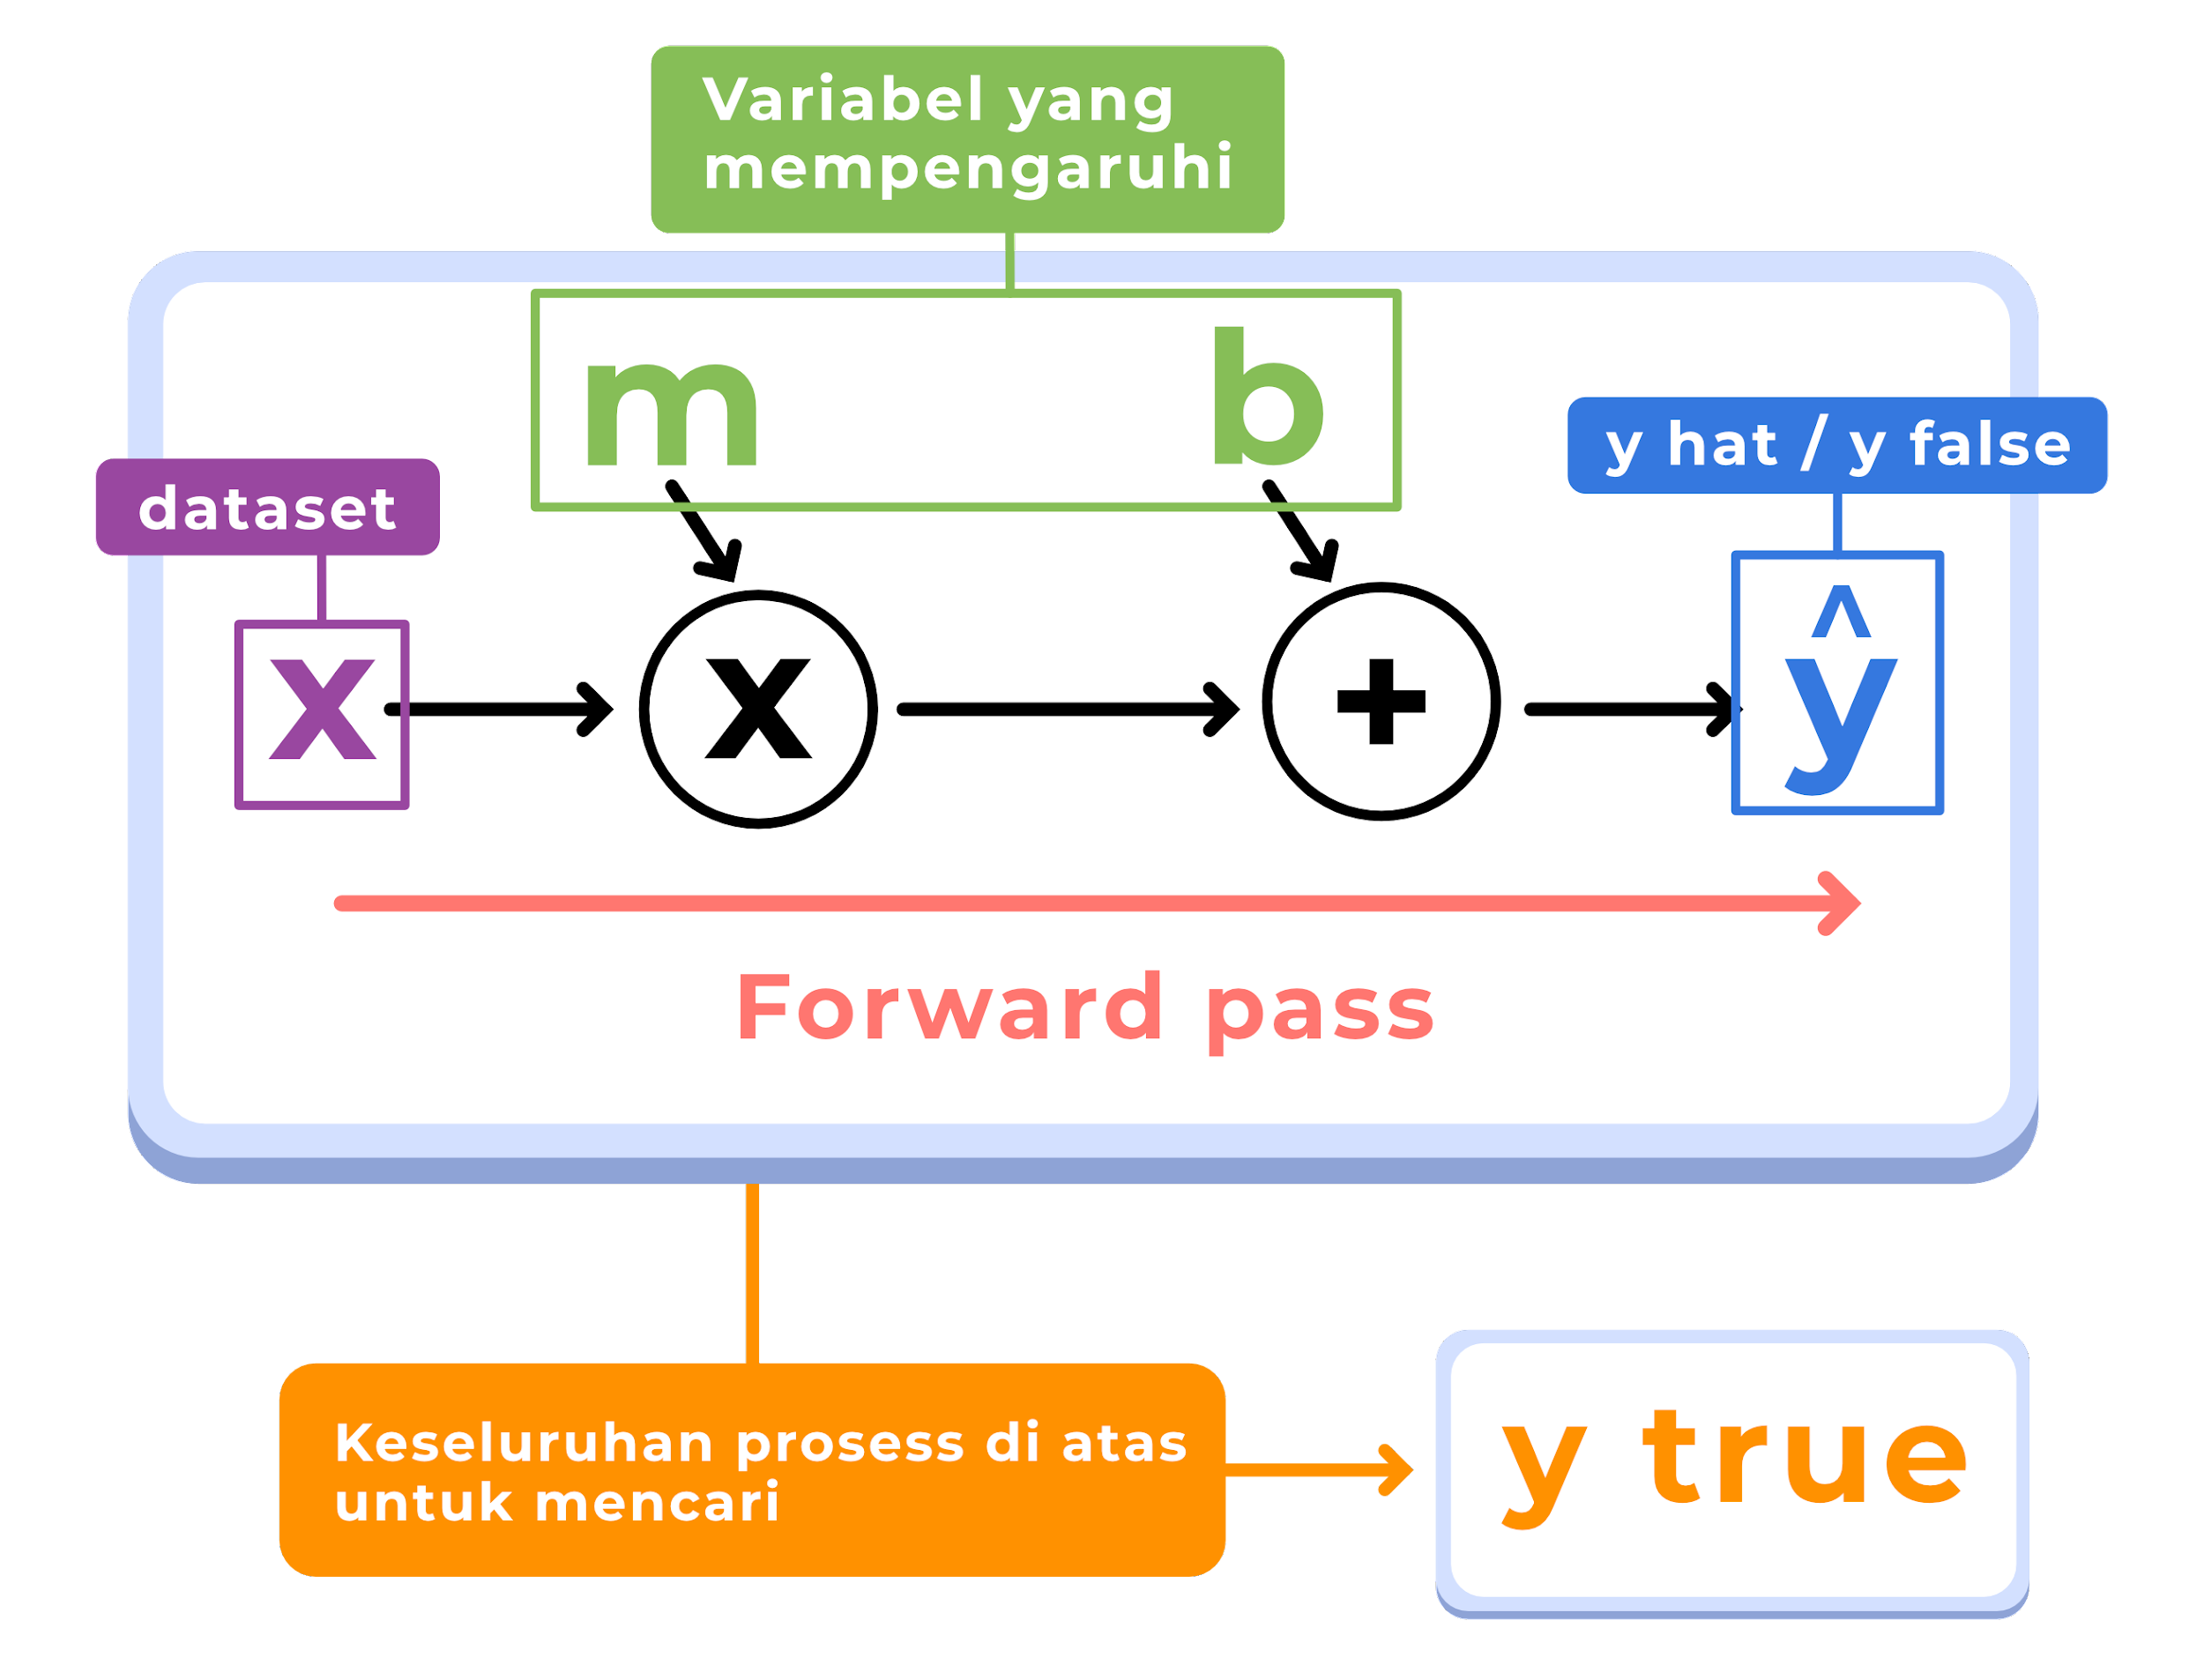 Variabel yang
mempengaruhi
m b
y hat / y false
dataset
x x + ŷ
Forward pass
Keseluruhan prosess di atas
untuk mencari
y true